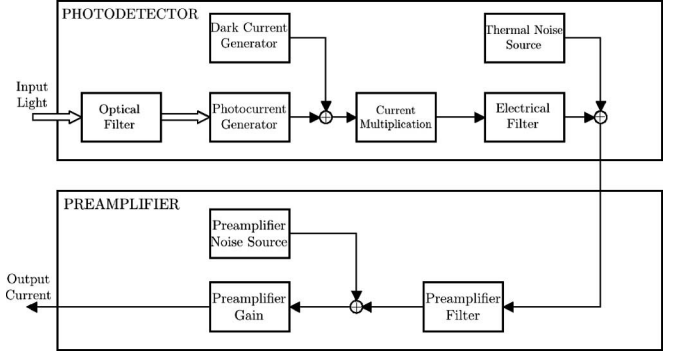 PHOTODETECTOR
Dark Current
Generator
Thermal Noise
Source
Input
Light
Optical
Filter
Photocurrent
Generator
Current
Multiplication
Electrical
Filter
PREAMPLIFIER
Preamplifier
Noise Source
Output
Current
Preamplifier
Gain
Preamplifier
Filter